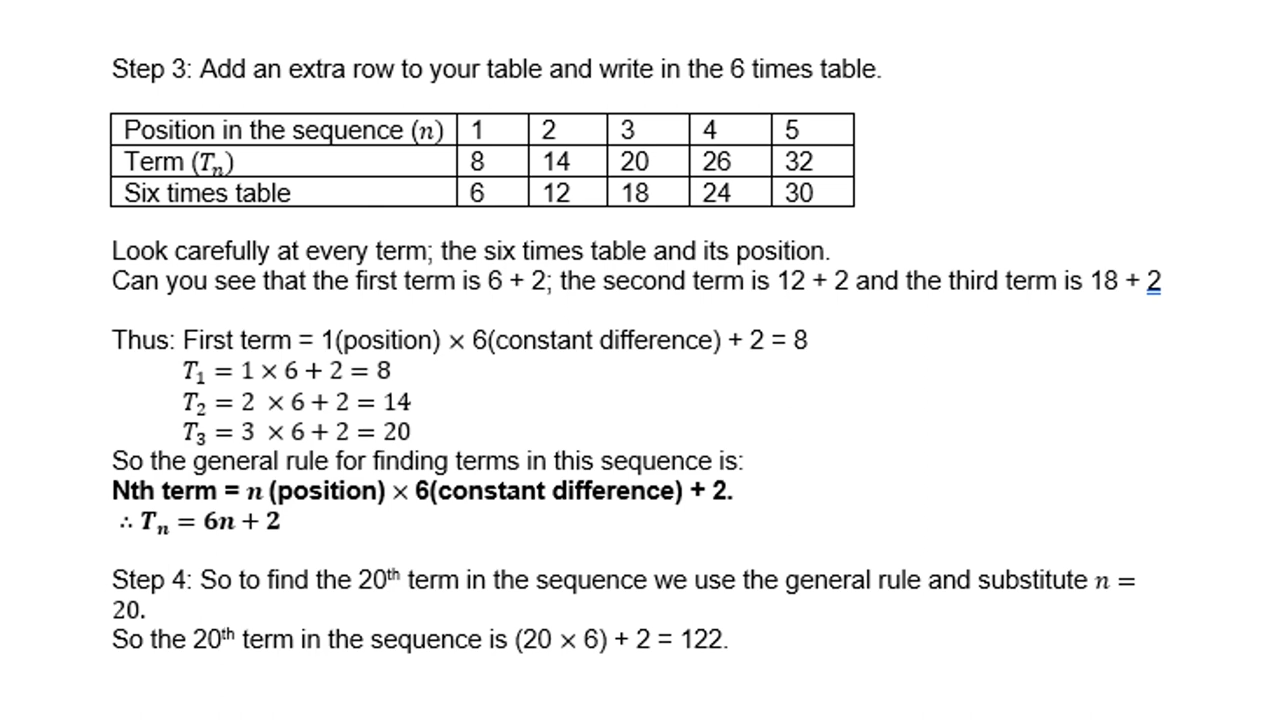 Step 3: Add an extra row to your table and write in the 6 times table.
Position in the sequence (n) 1 2 3 4 5
Term (Tₙ) 8 14 20 26 32
Six times table 6 12 18 24 30
Look carefully at every term; the six times table and its position.
Can you see that the first term is 6 + 2; the second term is 12 + 2 and the third term is 18 + 2
Thus: First term = 1(position) × 6(constant difference) + 2 = 8
T₁ = 1 × 6 + 2 = 8
T₂ = 2 × 6 + 2 = 14
T₃ = 3 × 6 + 2 = 20
So the general rule for finding terms in this sequence is:
Nth term = n (position) × 6(constant difference) + 2.
∴ Tₙ = 6n + 2
Step 4: So to find the 20th term in the sequence we use the general rule and substitute n =
20.
So the 20th term in the sequence is (20 × 6) + 2 = 122.